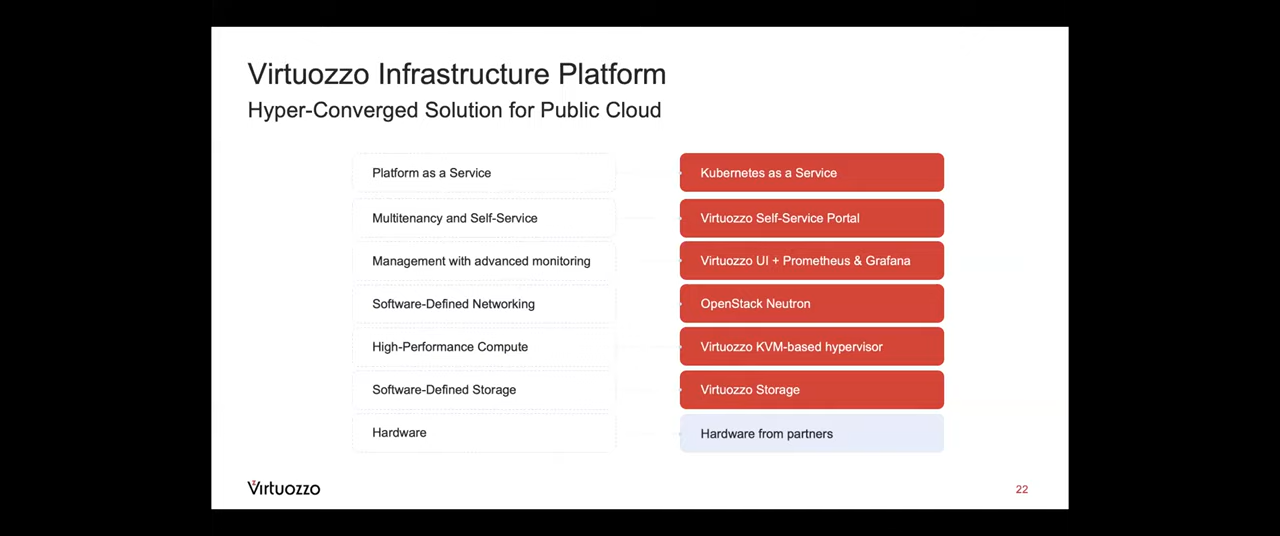 Virtuozzo Infrastructure Platform
Hyper-Converged Solution for Public Cloud
Platform as a Service
Kubernetes as a Service
Multitenancy and Self-Service
Virtuozzo Self-Service Portal
Management with advanced monitoring
Virtuozzo UI + Prometheus & Grafana
Software-Defined Networking
OpenStack Neutron
High-Performance Compute
Virtuozzo KVM-based hypervisor
Software-Defined Storage
Virtuozzo Storage
Hardware
Hardware from partners
Virtuozzo
22